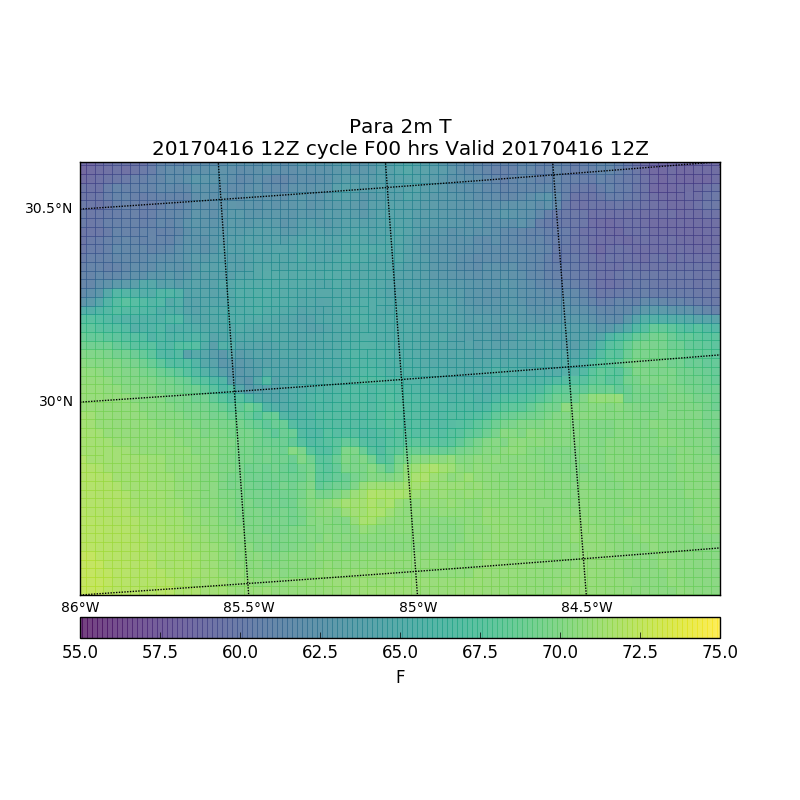 Para 2m T
20170416 12Z cycle F00 hrs Valid 20170416 12Z
30.5°N
30°N
86°W 85.5°W 85°W 84.5°W
55.0 57.5 60.0 62.5 65.0 67.5 70.0 72.5 75.0
F